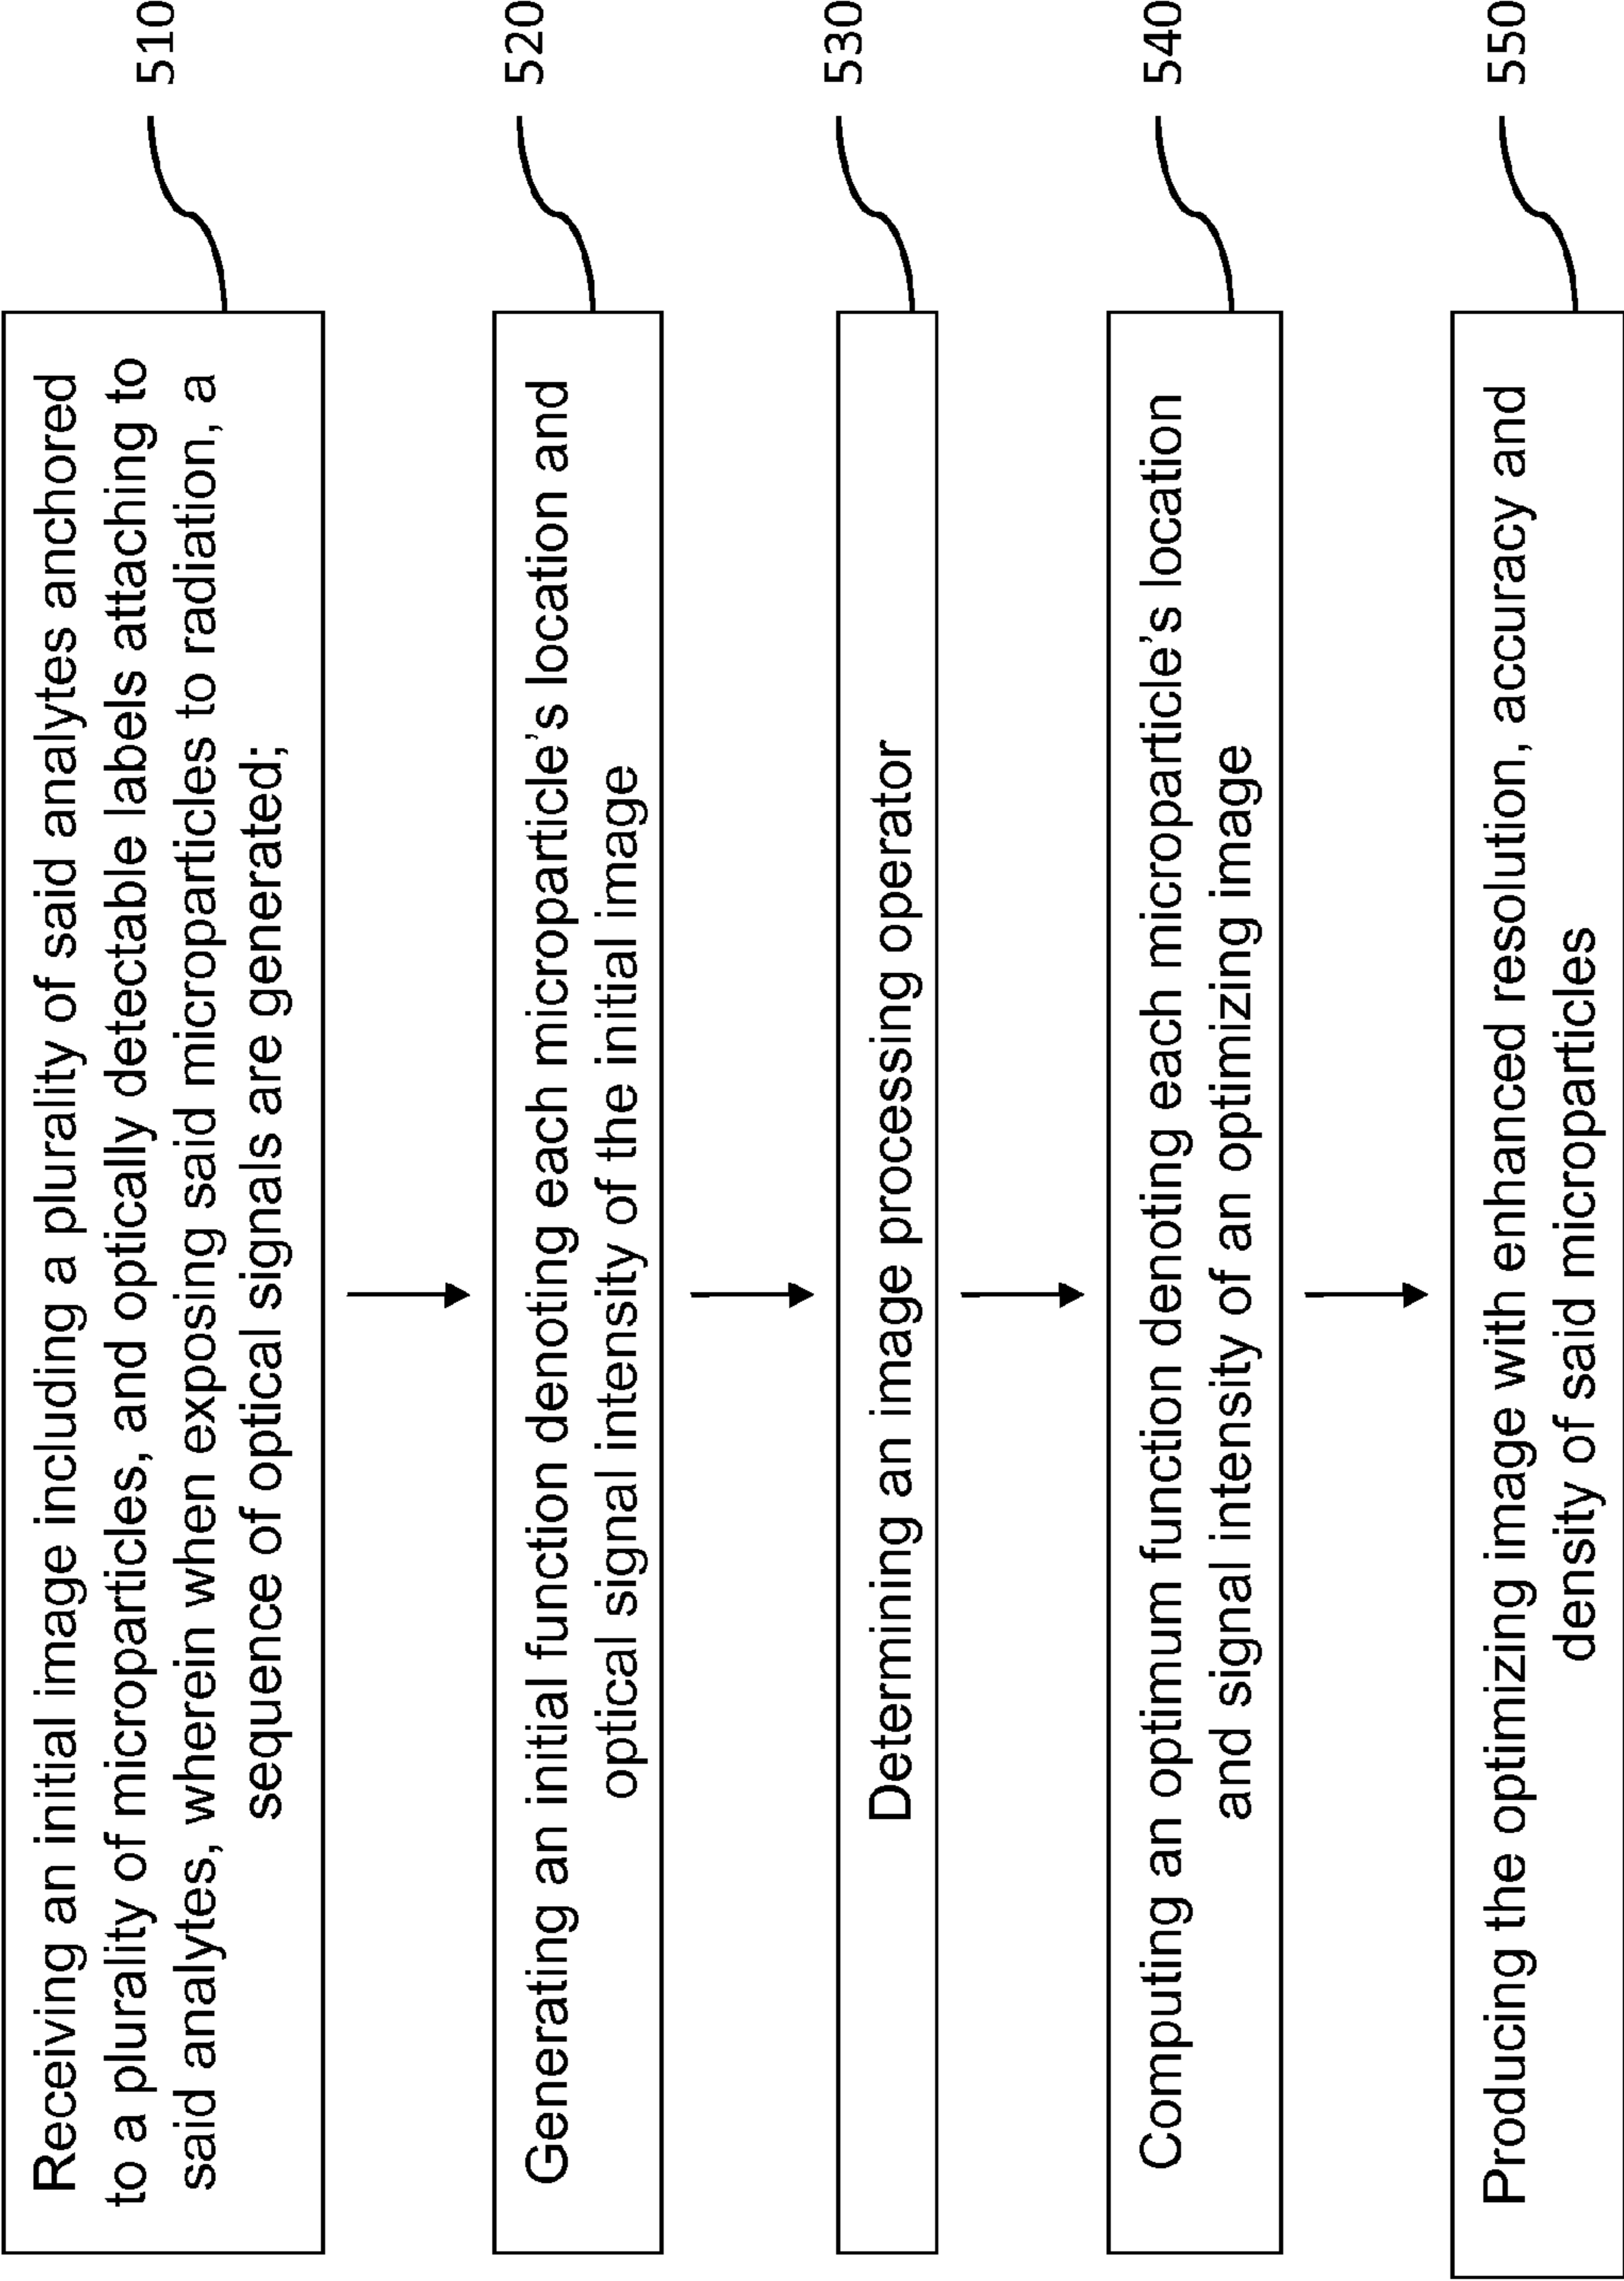 Receiving an initial image including a plurality of said analytes anchored
to a plurality of microparticles, and optically detectable labels attaching to
said analytes, wherein when exposing said microparticles to radiation, a
sequence of optical signals are generated;
510
Generating an initial function denoting each microparticle's location and
optical signal intensity of the initial image
520
Determining an image processing operator
530
Computing an optimum function denoting each microparticle's location
and signal intensity of an optimizing image
540
Producing the optimizing image with enhanced resolution, accuracy and
density of said microparticles
550